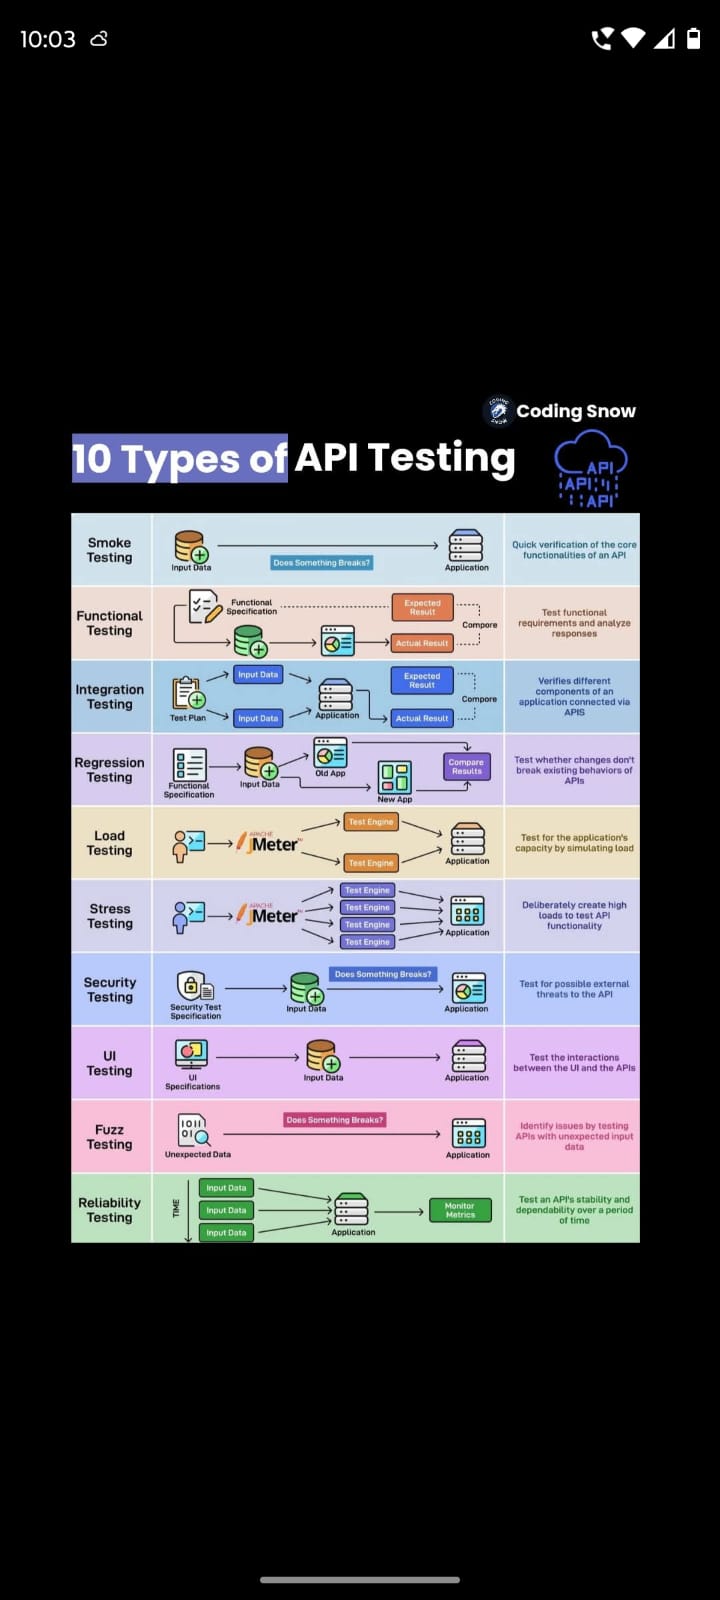 10:03
Coding Snow
10 Types of API Testing
API
API
API
Smoke
Testing
Input Data
Does Something Breaks?
Application
Quick verification of the core
functionalities of an API
Functional
Testing
Functional
Specification
Expected
Result
Compore
Actual Result
Test functional
requirements and analyze
responses
Integration
Testing
Test Plan
Input Data
Input Data
Application
Expected
Result
Compare
Actual Result
Verifies different
components of an
application connected via
APIS
Regression
Testing
Functional
Specification
Input Data
Old App
New App
Compare
Results
Test whether changes don't
break existing behaviors of
APIs
Load
Testing
APACHE
JMeter
Test Engine
Test Engine
Application
Test for the application's
capacity by simulating load
Stress
Testing
APACHE
JMeter
Test Engine
Test Engine
Test Engine
Test Engine
Application
Deliberately create high
loads to test API
functionality
Security
Testing
Security Test
Specification
Input Data
Does Something Breaks?
Application
Test for possible external
threats to the API
UI
Testing
UI
Specifications
Input Data
Application
Test the interactions
between the UI and the APIs
Fuzz
Testing
Unexpected Data
Does Something Breaks?
Application
Identify issues by testing
APIs with unexpected input
data
Reliability
Testing
TIME
Input Data
Input Data
Input Data
Application
Monitor
Metrics
Test an API's stability and
dependability over a period
of time